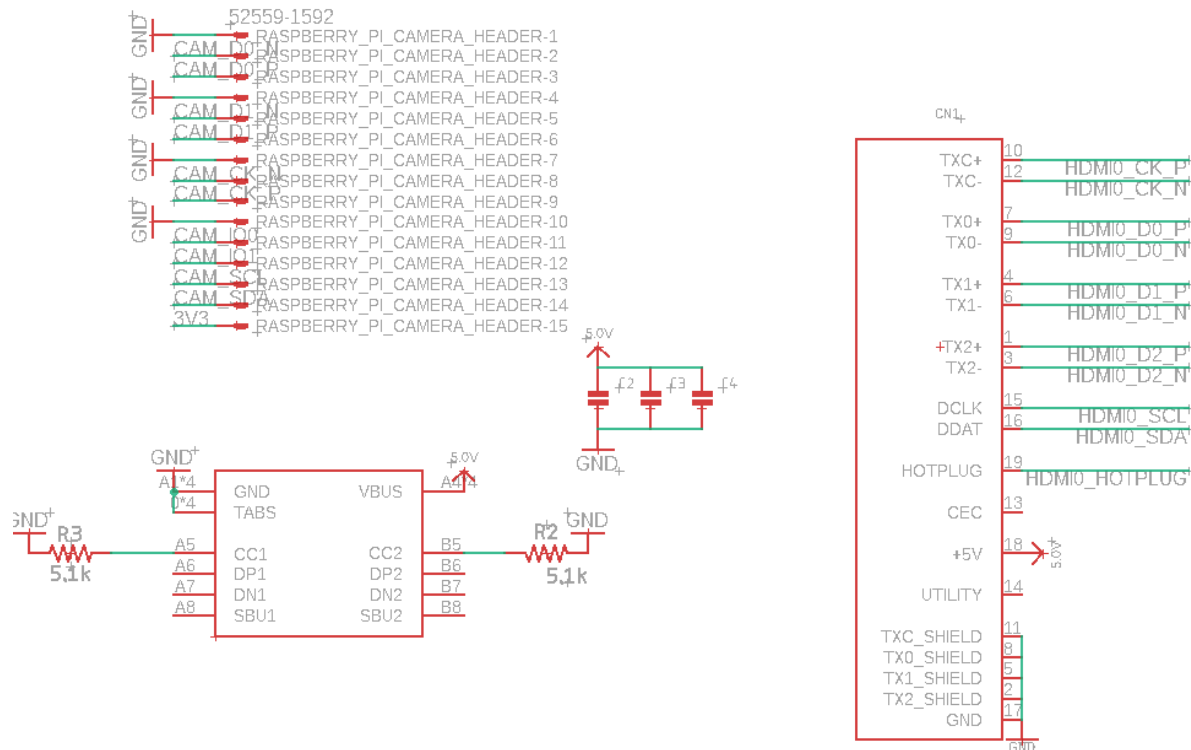 52559-1592
GND RASPBERRY_PI_CAMERA_HEADER-1
CAM_D0_N RASPBERRY_PI_CAMERA_HEADER-2
CAM_D0_P RASPBERRY_PI_CAMERA_HEADER-3
GND RASPBERRY_PI_CAMERA_HEADER-4
CAM_D1_N RASPBERRY_PI_CAMERA_HEADER-5
CAM_D1_P RASPBERRY_PI_CAMERA_HEADER-6
GND RASPBERRY_PI_CAMERA_HEADER-7
CAM_CK_N RASPBERRY_PI_CAMERA_HEADER-8
CAM_CK_P RASPBERRY_PI_CAMERA_HEADER-9
GND RASPBERRY_PI_CAMERA_HEADER-10
CAM_IO0 RASPBERRY_PI_CAMERA_HEADER-11
CAM_IO1 RASPBERRY_PI_CAMERA_HEADER-12
CAM_SCL RASPBERRY_PI_CAMERA_HEADER-13
CAM_SDA RASPBERRY_PI_CAMERA_HEADER-14
3V3 RASPBERRY_PI_CAMERA_HEADER-15
5.0V
C2 C3 C4
GND
GND 5.0V
GND VBUS A4*4
TABS
GND R3 A5 CC1 CC2 B5 R2 GND
5.1k A6 DP1 DP2 B6 5.1k
A7 DN1 DN2 B7
A8 SBU1 SBU2 B8
CN1
TXC+ 10 HDMI0_CK_P
TXC- 12 HDMI0_CK_N
TX0+ 7 HDMI0_D0_P
TX0- 9 HDMI0_D0_N
TX1+ 4 HDMI0_D1_P
TX1- 6 HDMI0_D1_N
TX2+ 1 HDMI0_D2_P
TX2- 3 HDMI0_D2_N
DCLK 15 HDMI0_SCL
DDAT 16 HDMI0_SDA
HOTPLUG 19 HDMI0_HOTPLUG
CEC 13
+5V 18 5.0V
UTILITY 14
TXC_SHIELD 11
TX0_SHIELD 8
TX1_SHIELD 5
TX2_SHIELD 2
GND 17
GND